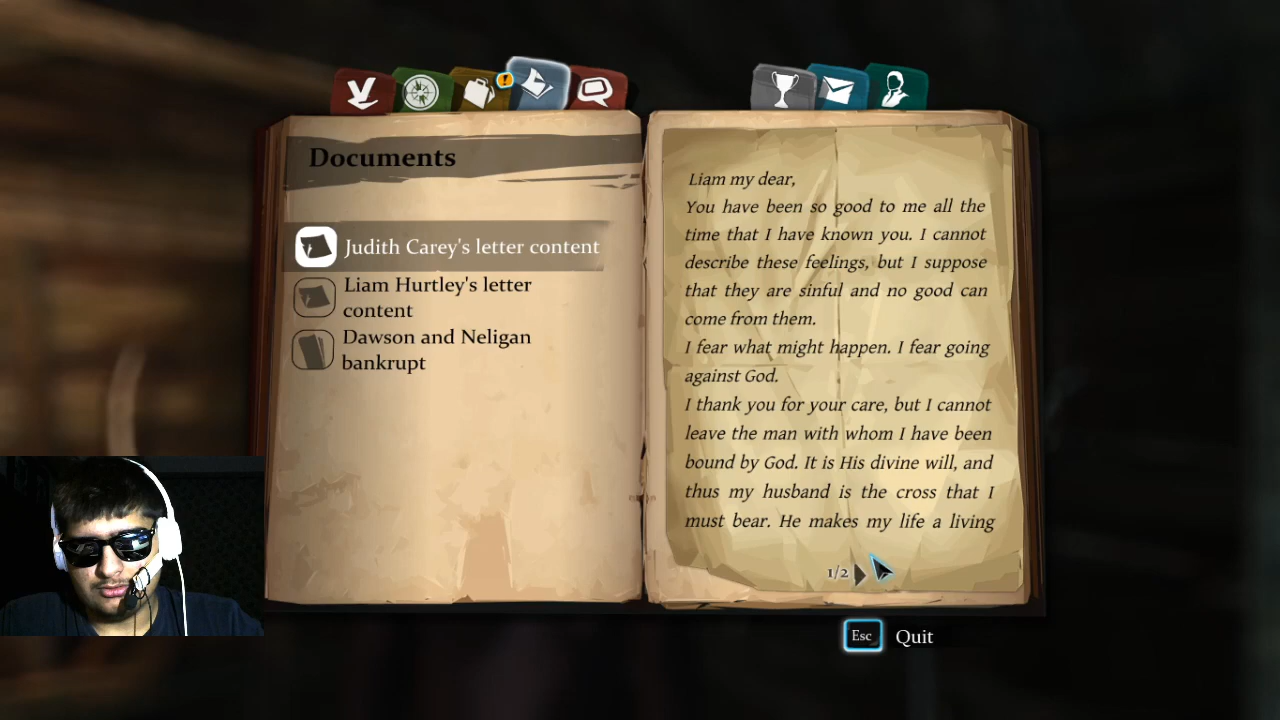 Documents
Judith Carey's letter content
Liam Hurtley's letter
content
Dawson and Neligan
bankrupt
Liam my dear,
You have been so good to me all the
time that I have known you. I cannot
describe these feelings, but I suppose
that they are sinful and no good can
come from them.
I fear what might happen. I fear going
against God.
I thank you for your care, but I cannot
leave the man with whom I have been
bound by God. It is His divine will, and
thus my husband is the cross that I
must bear. He makes my life a living
1/2
Esc Quit